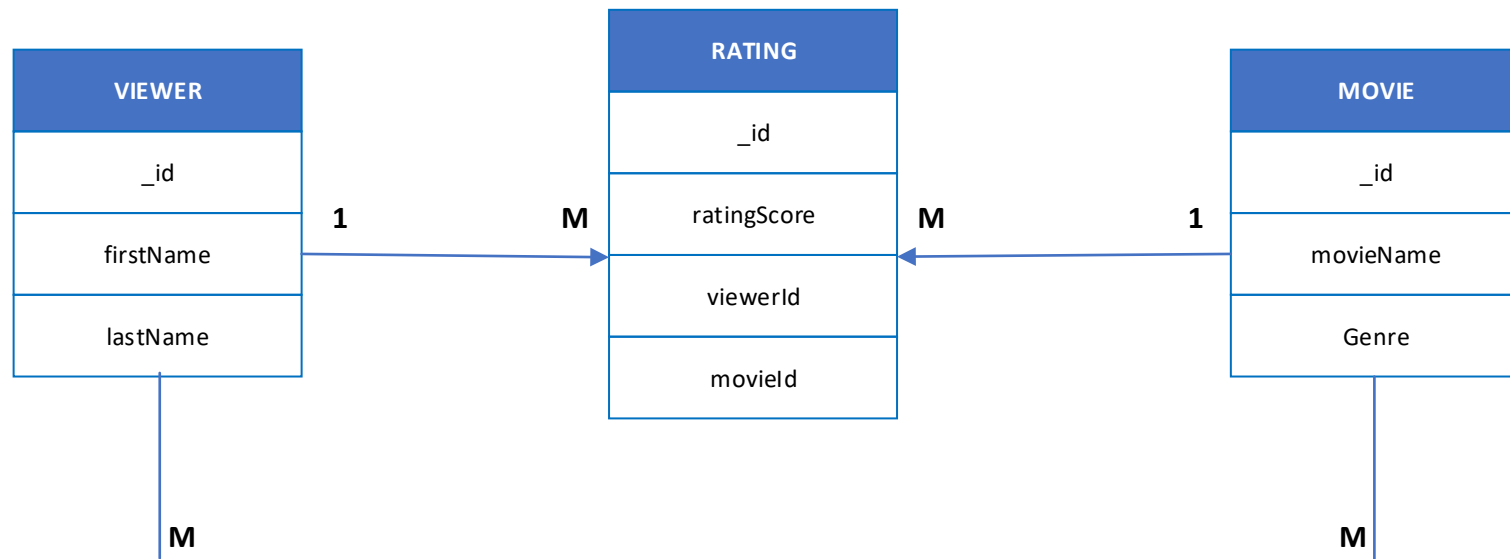 VIEWER
_id
firstName
lastName
1
M
RATING
_id
ratingScore
viewerId
movieId
M
1
MOVIE
_id
movieName
Genre
M
M